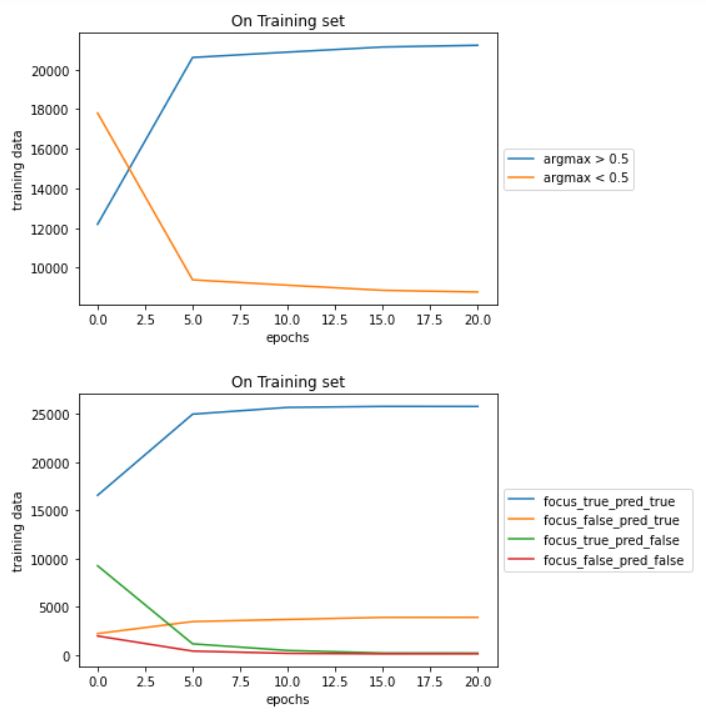 On Training set
20000
18000
16000
14000
12000
10000
training data
0.0 2.5 5.0 7.5 10.0 12.5 15.0 17.5 20.0
epochs
argmax > 0.5
argmax < 0.5
On Training set
25000
20000
15000
10000
5000
0
training data
0.0 2.5 5.0 7.5 10.0 12.5 15.0 17.5 20.0
epochs
focus_true_pred_true
focus_false_pred_true
focus_true_pred_false
focus_false_pred_false